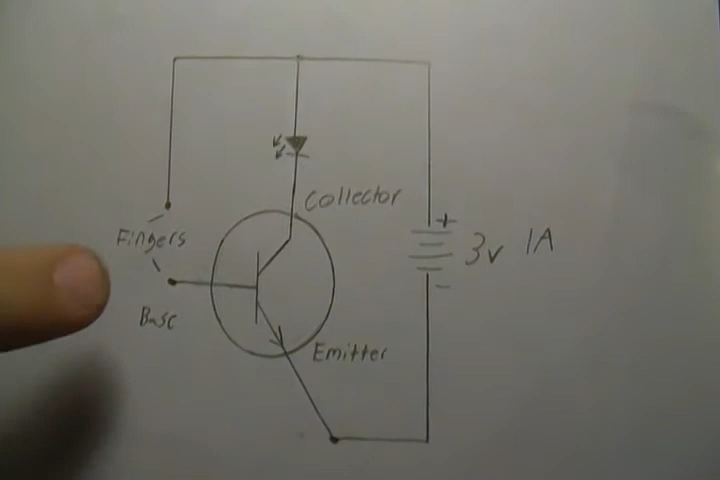 Collector
+
Fingers
3v 1A
-
Base
Emitter